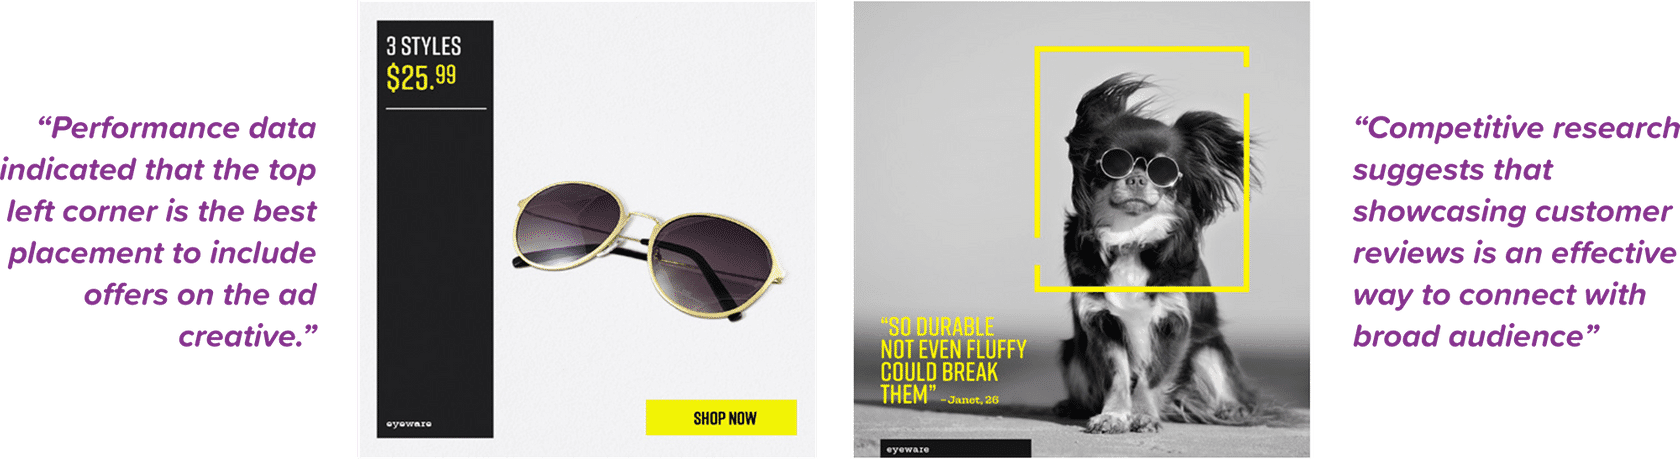 “Performance data
indicated that the top
left corner is the best
placement to include
offers on the ad
creative.”
3 STYLES
$25.99
eyeware
SHOP NOW
“SO DURABLE
NOT EVEN FLUFFY
COULD BREAK
THEM” – Janet, 26
eyeware
“Competitive research
suggests that
showcasing customer
reviews is an effective
way to connect with
broad audience”